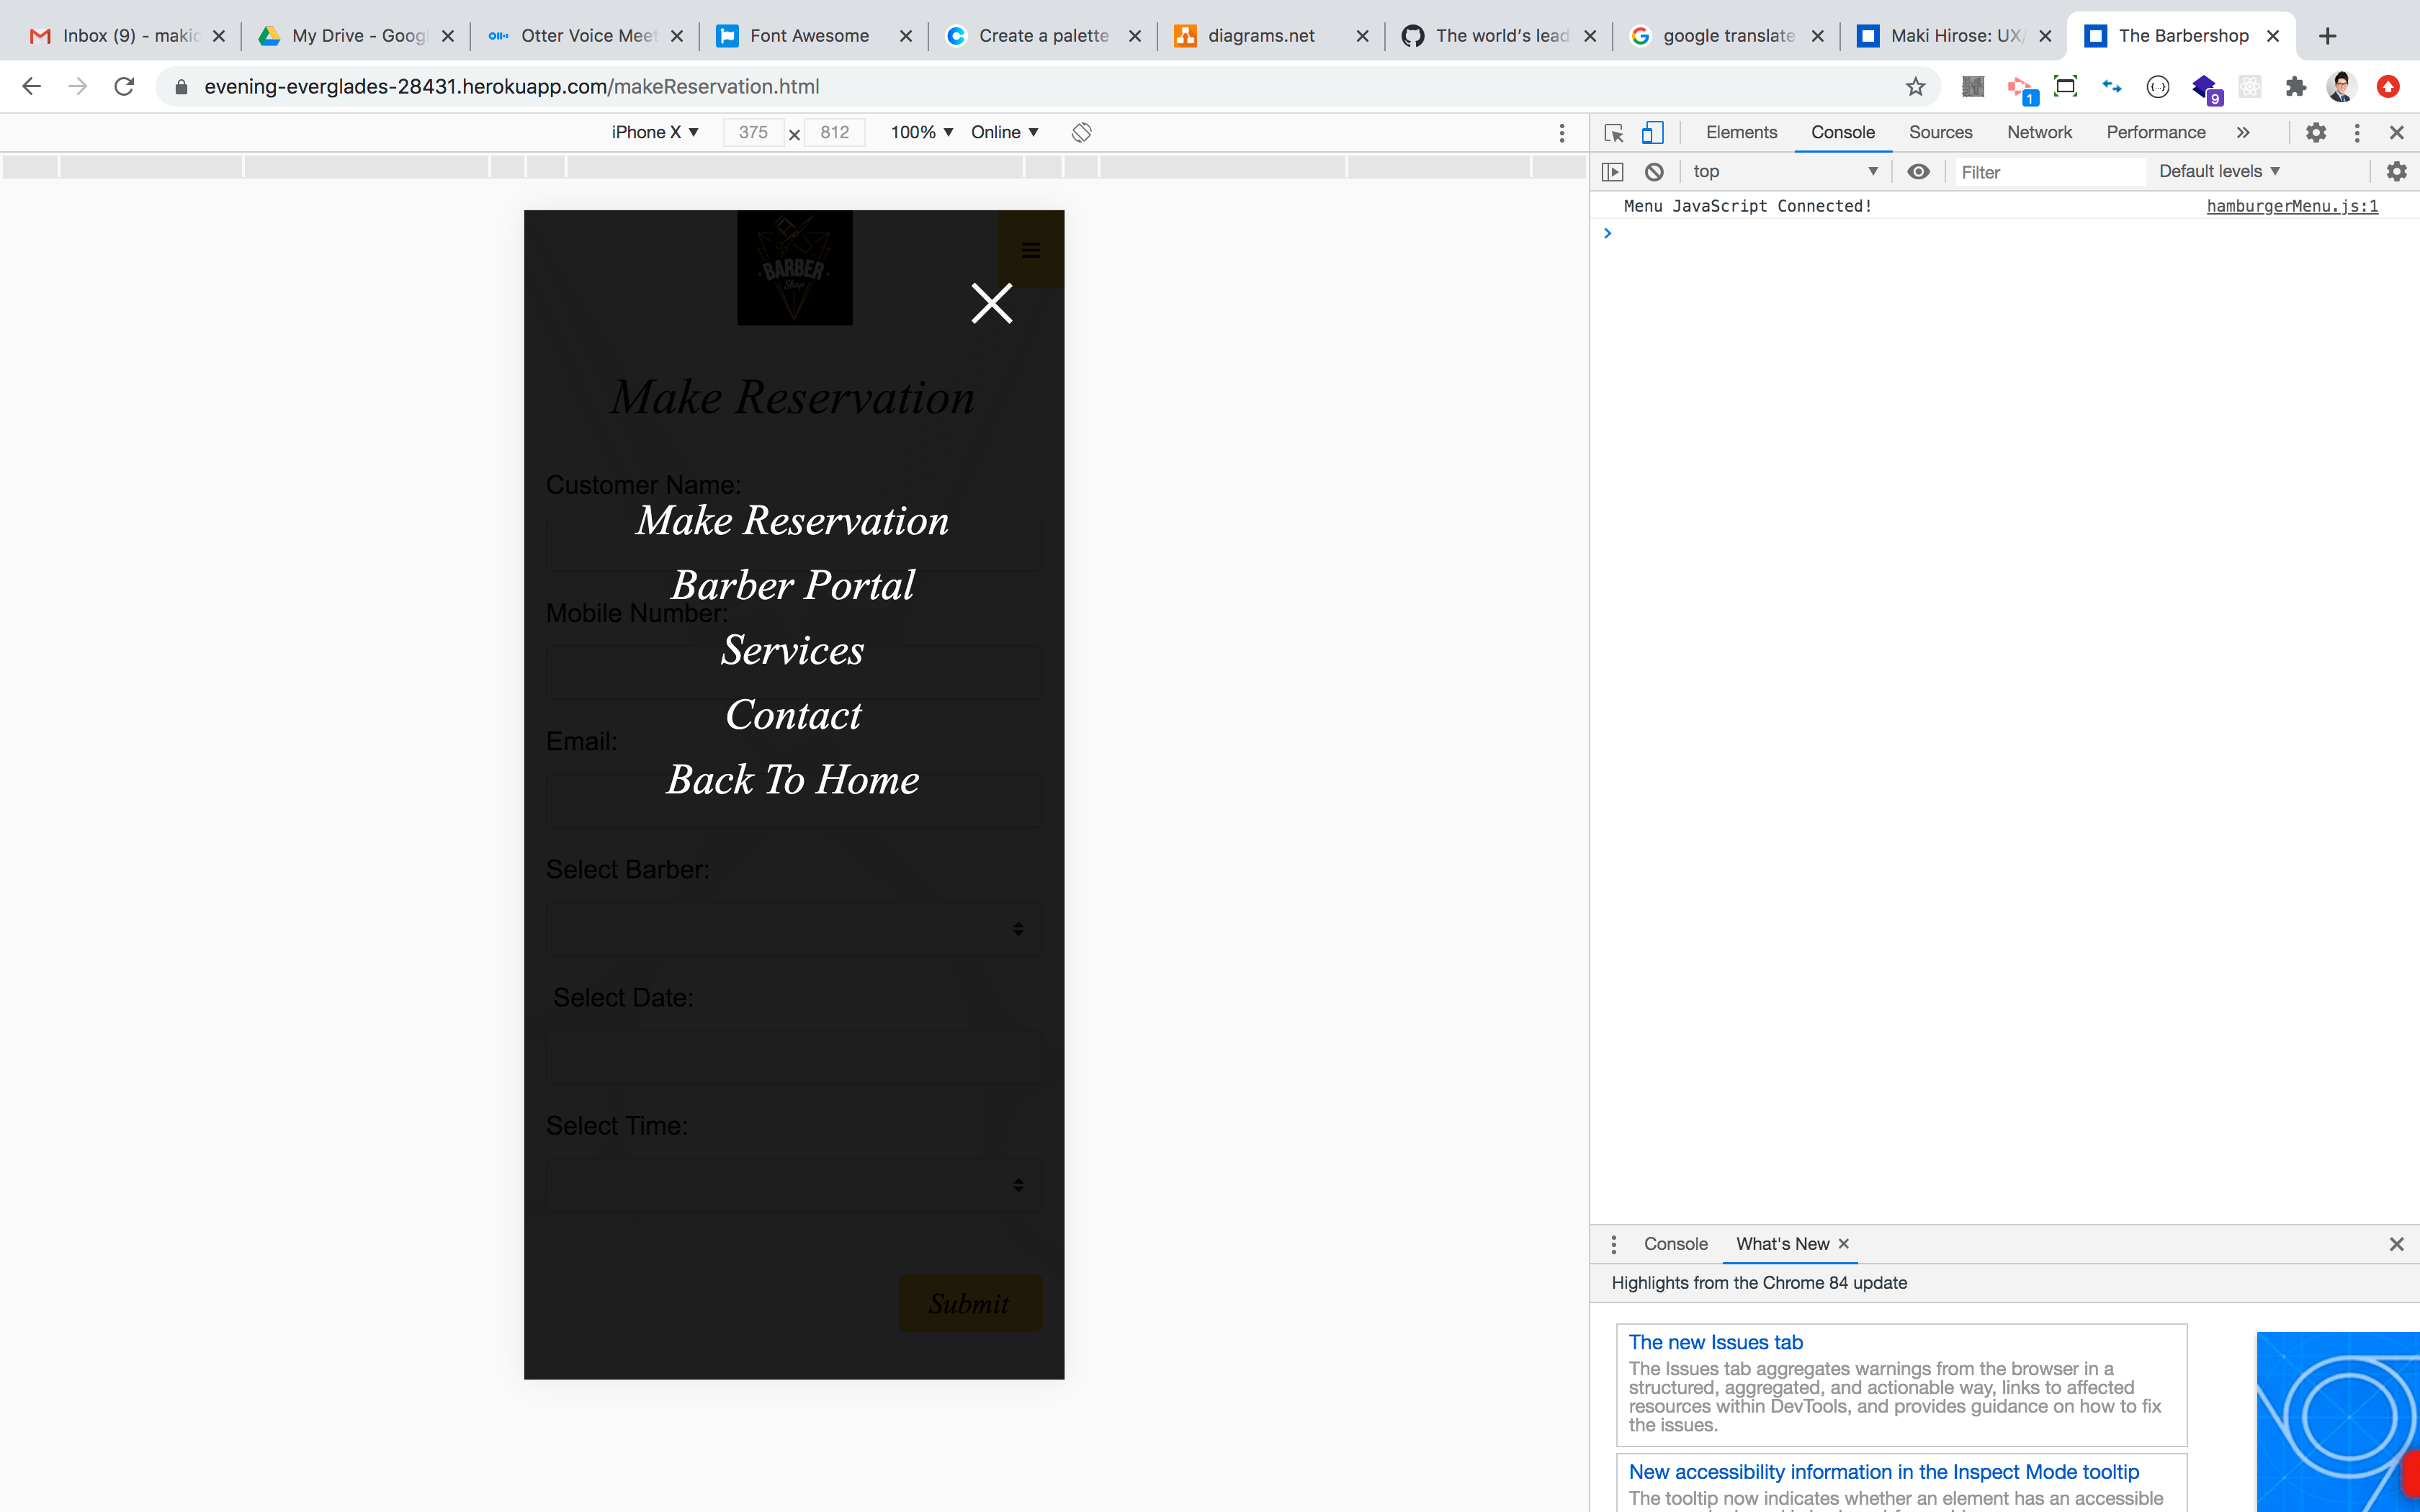 Inbox (9) - makic
My Drive - Googl
Otter Voice Meet
Font Awesome
Create a palette
diagrams.net
The world's lead
google translate
Maki Hirose: UX/
The Barbershop
evening-everglades-28431.herokuapp.com/makeReservation.html
1
9
iPhone X
375
812
100%
Online
Elements
Console
Sources
Network
Performance
top
Filter
Default levels
Menu JavaScript Connected!
hamburgerMenu.js:1
BARBER
Shop
Make Reservation
Customer Name:
Make Reservation
Barber Portal
Mobile Number:
Services
Contact
Email:
Back To Home
Select Barber:
Select Date:
Select Time:
Submit
Console
What's New
Highlights from the Chrome 84 update
The new Issues tab
The Issues tab aggregates warnings from the browser in a
structured, aggregated, and actionable way, links to affected
resources within DevTools, and provides guidance on how to fix
the issues.
New accessibility information in the Inspect Mode tooltip
The tooltip now indicates whether an element has an accessible